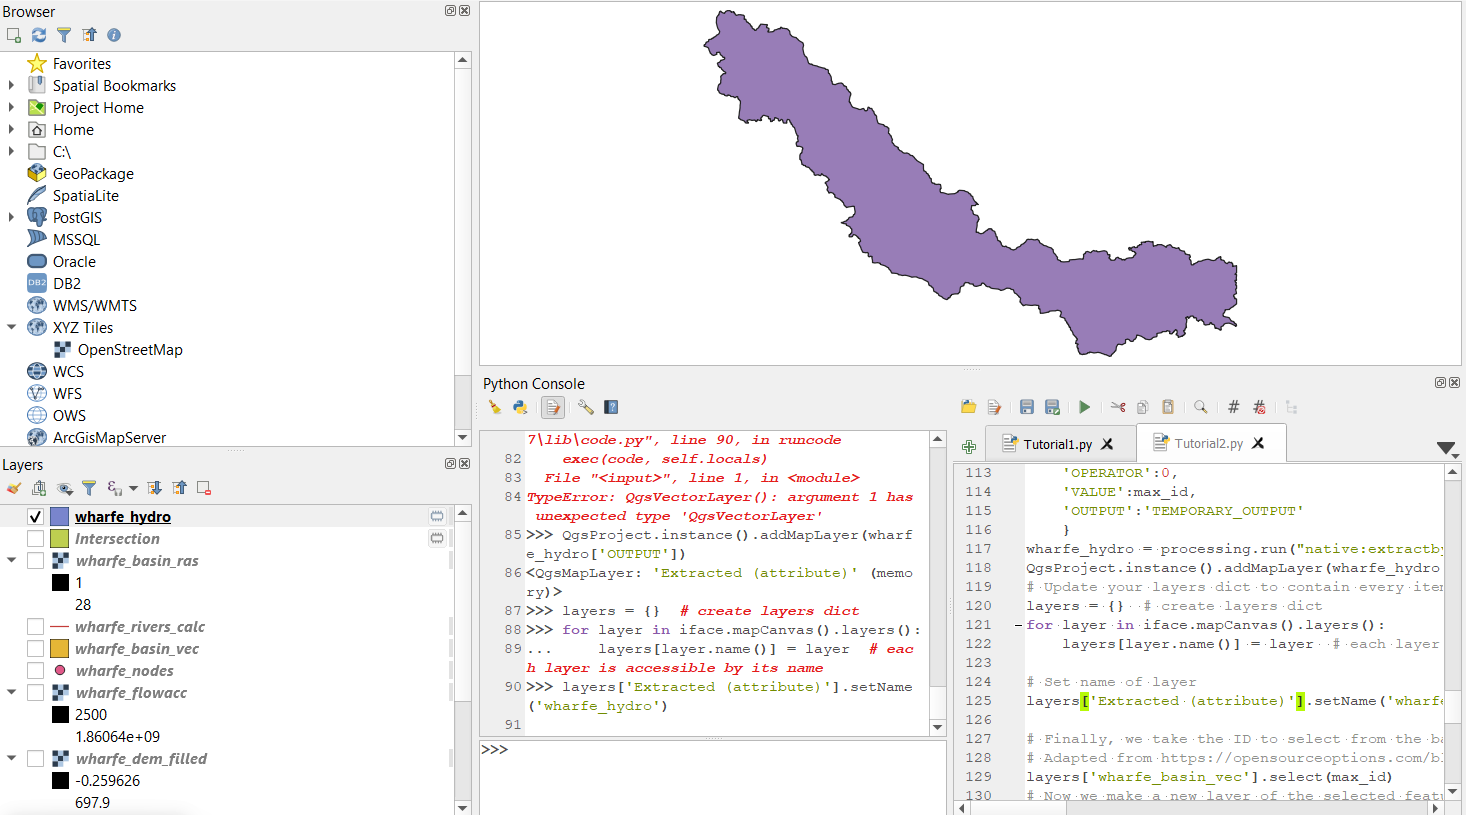 Browser
Favorites
Spatial Bookmarks
Project Home
Home
C:\
GeoPackage
SpatiaLite
PostGIS
MSSQL
Oracle
DB2
DB2
WMS/WMTS
XYZ Tiles
OpenStreetMap
WCS
WFS
OWS
ArcGisMapServer
Layers
wharfe_hydro
Intersection
wharfe_basin_ras
1
28
wharfe_rivers_calc
wharfe_basin_vec
wharfe_nodes
wharfe_flowacc
2500
1.86064e+09
wharfe_dem_filled
-0.259626
697.9
Python Console
7\lib\code.py", line 90, in runcode
82 exec(code, self.locals)
83 File "<input>", line 1, in <module>
84 TypeError: QgsVectorLayer(): argument 1 has
unexpected type 'QgsVectorLayer'
85 >>> QgsProject.instance().addMapLayer(wharf
e_hydro['OUTPUT'])
86 <QgsMapLayer: 'Extracted (attribute)' (memo
ry)>
87 >>> layers = {}  # create layers dict
88 >>> for layer in iface.mapCanvas().layers():
89 ...     layers[layer.name()] = layer  # eac
h layer is accessible by its name
90 >>> layers['Extracted (attribute)'].setName
('wharfe_hydro')
91
>>>
Tutorial1.py
Tutorial2.py
113 'OPERATOR':0,
114 'VALUE':max_id,
115 'OUTPUT':'TEMPORARY_OUTPUT'
116 }
117 wharfe_hydro = processing.run("native:extractb
118 QgsProject.instance().addMapLayer(wharfe_hydro
119 # Update your layers dict to contain every ite
120 layers = {}  # create layers dict
121 for layer in iface.mapCanvas().layers():
122 layers[layer.name()] = layer  # each layer
123
124 # Set name of layer
125 layers['Extracted (attribute)'].setName('wharf
126
127 # Finally, we take the ID to select from the ba
128 # Adapted from https://opensourceoptions.com/b
129 layers['wharfe_basin_vec'].select(max_id)
130 # Now we make a new layer of the selected feat